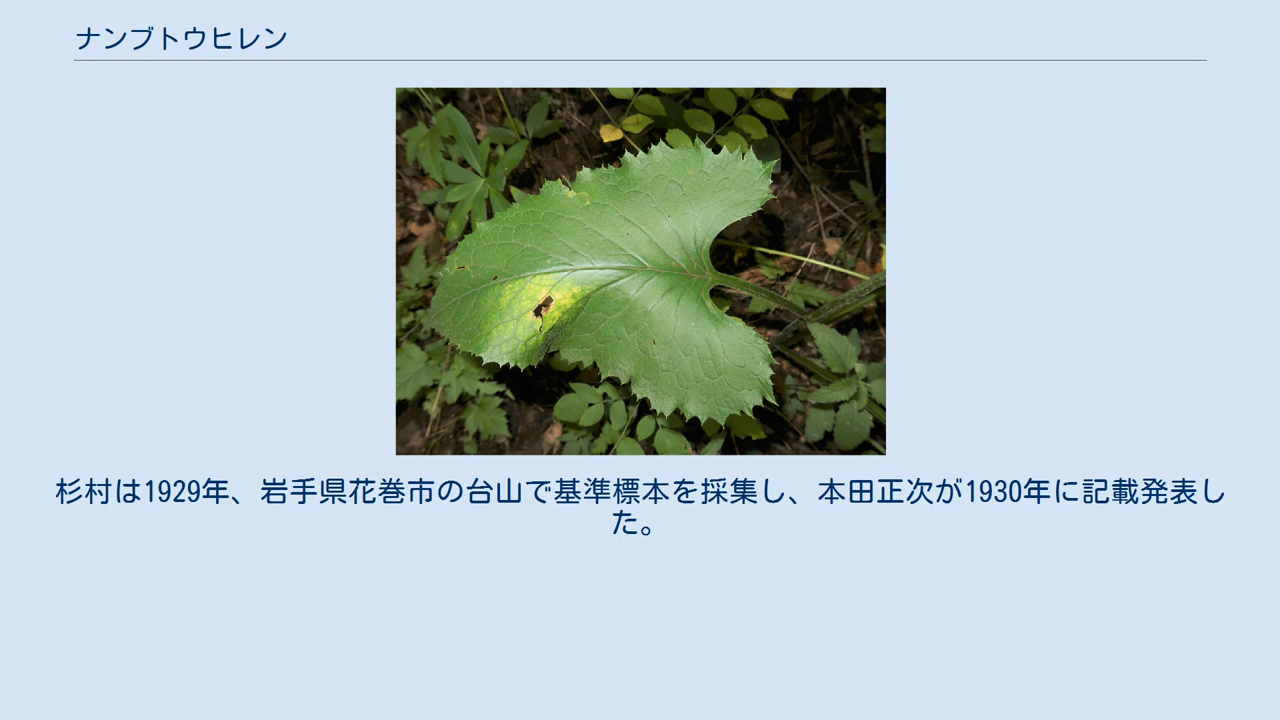 ナンブトウヒレン
杉村は1929年、岩手県花巻市の台山で基準標本を採集し、本田正次が1930年に記載発表し
た。